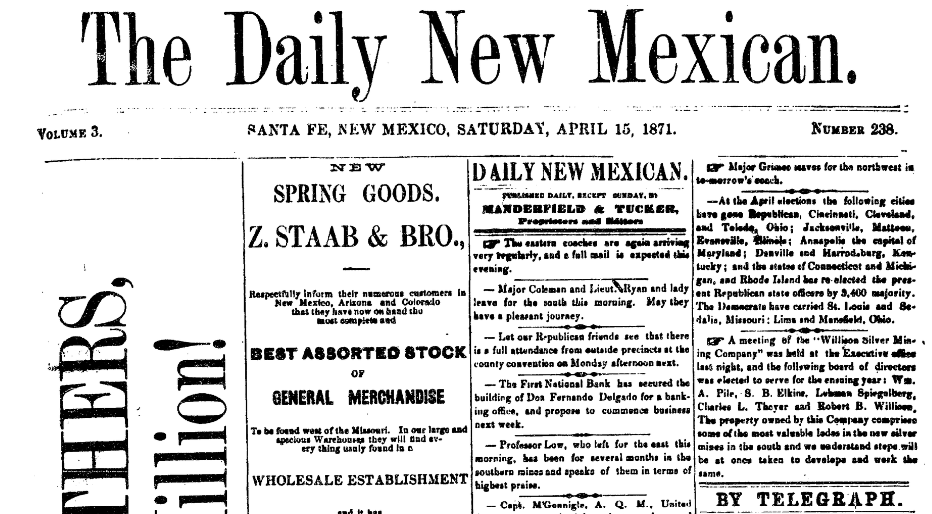 The Daily New Mexican.
VOLUME 3.
SANTA FE, NEW MEXICO, SATURDAY, APRIL 15, 1871.
NUMBER 238.
THERS,
illion!
NEW
SPRING GOODS.
Z. STAAB & BRO.,
Respectfully inform their numerous customers in
New Mexico, Arizona and Colorado
that they have now on hand the
most complete and
BEST ASSORTED STOCK
OF
GENERAL MERCHANDISE
To be found west of the Missouri. In our large and
spacious Warehouses they will find ev-
ery thing usually found in a
WHOLESALE ESTABLISHMENT
and it has
DAILY NEW MEXICAN.
PUBLISHED DAILY, EXCEPT SUNDAY, BY
MANDERFIELD & TUCKER,
Proprietors and Editors
☞ The eastern coaches are again arriving
very regularly, and a full mail is expected this
evening.
— Major Coleman and Lieut. Ryan and lady
leave for the south this morning. May they
have a pleasant journey.
— Let our Republican friends see that there
is a full attendance from outside precincts at the
county convention on Monday afternoon next.
— The First National Bank has secured the
building of Don Fernando Delgado for a bank-
ing office, and propose to commence business
next week.
— Professor Low, who left for the east this
morning, has been for several months in the
southern mines and speaks of them in terms of
highest praise.
— Capt. M'Gonnigle, A. Q. M., United
☞ Major Grimes leaves for the northwest in
to-morrow's coach.
—At the April elections the following cities
have gone Republican, Cincinnati, Cleveland,
and Toledo, Ohio; Jacksonville, Matteau,
Evansville, Illinois; Annapolis the capital of
Maryland; Danville and Harrodsburg, Ken-
tucky; and the states of Connecticut and Michi-
gan, and Rhode Island has re-elected the pres-
ent Republican state officers by 3,400 majority.
The Democrats have carried St. Louis and Se-
dalia, Missouri; Lima and Mansfield, Ohio.
☞ A meeting of the "Willison Silver Min-
ing Company" was held at the Executive office
last night, and the following board of directors
was elected to serve for the ensuing year: Wm.
A. Pile, S. B. Elkins, Lehman Spiegelberg,
Charles L. Thayer and Robert B. Willison.
The property owned by this Company comprises
some of the most valuable lodes in the new silver
mines in the south and we understand steps will
be at once taken to develope and work the
same.
BY TELEGRAPH.